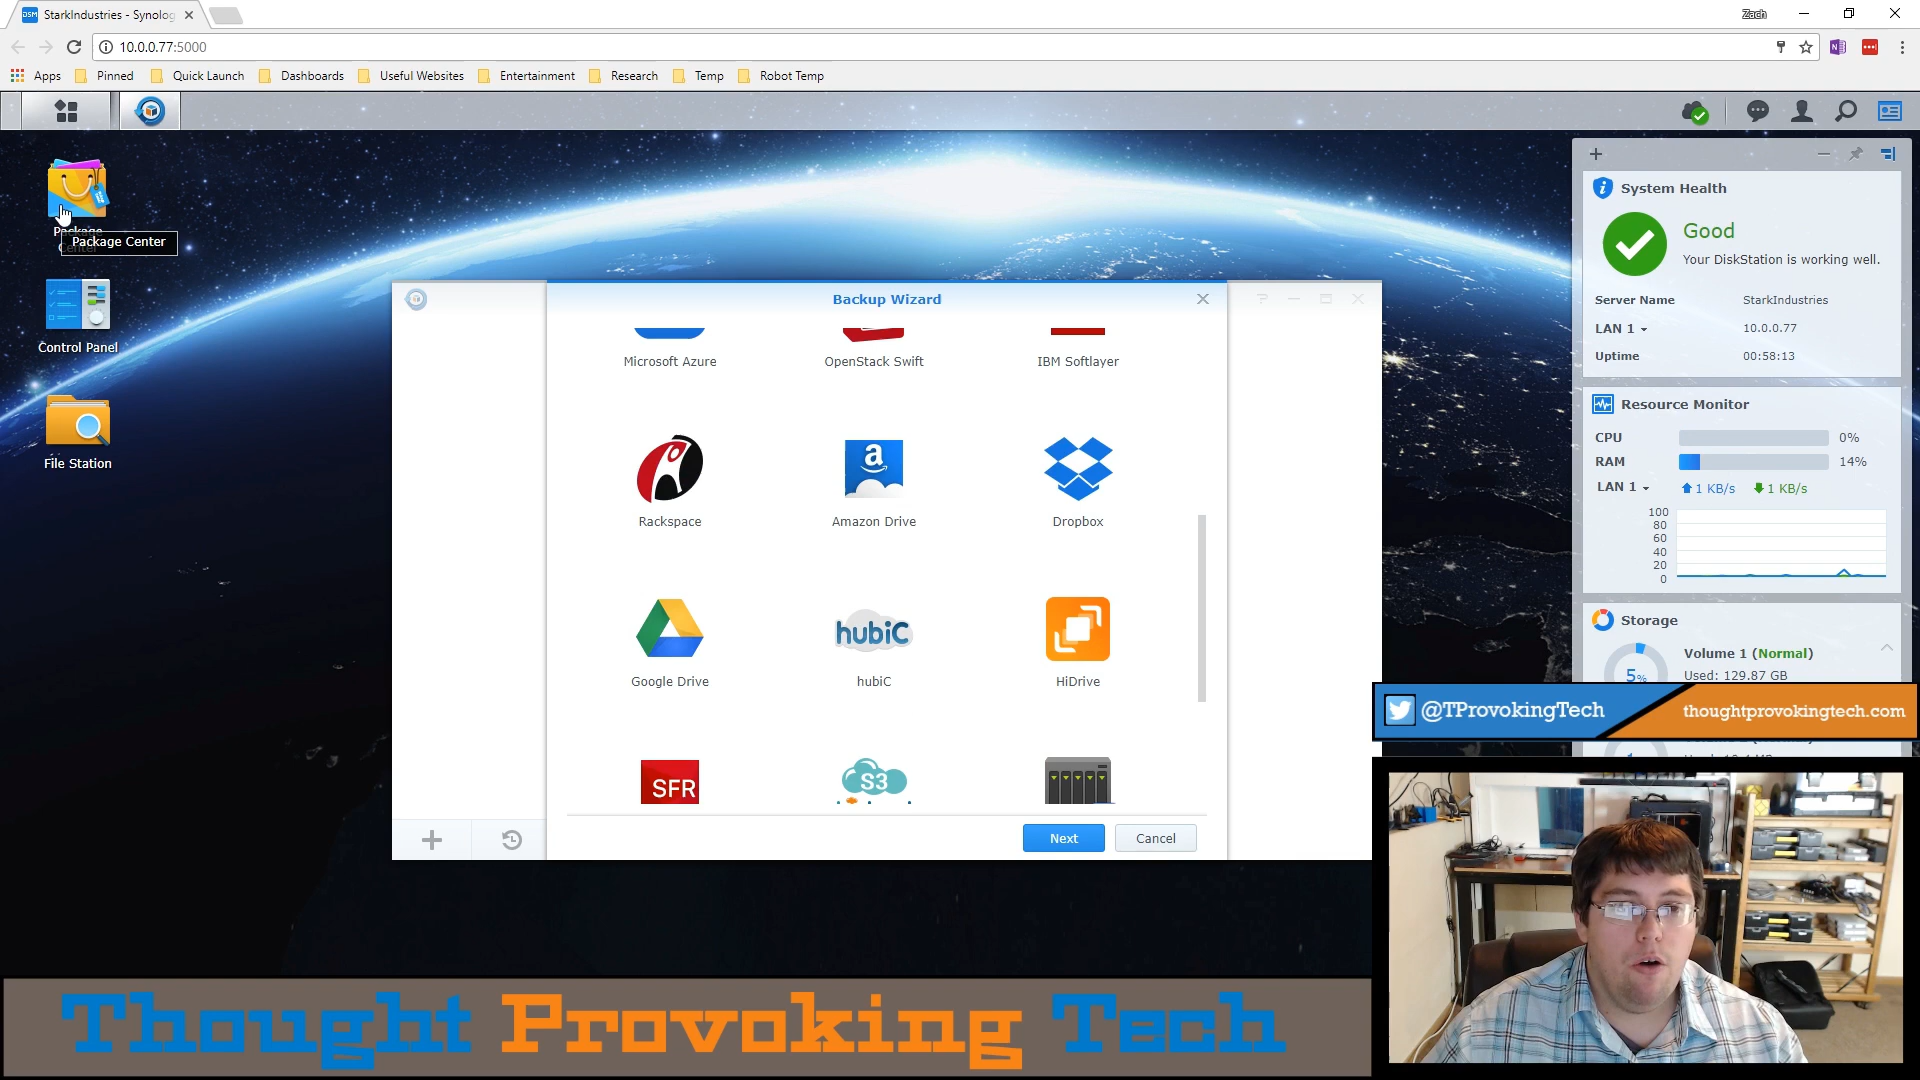 StarkIndustries - Synolog
Zach
10.0.0.77:5000
Apps
Pinned
Quick Launch
Dashboards
Useful Websites
Entertainment
Research
Temp
Robot Temp
Package
Center
Package Center
Control Panel
File Station
Backup Wizard
Microsoft Azure
OpenStack Swift
IBM Softlayer
Rackspace
Amazon Drive
Dropbox
hubiC
Google Drive
hubiC
HiDrive
SFR
S3
Next
Cancel
System Health
Good
Your DiskStation is working well.
Server Name StarkIndustries
LAN 1 10.0.0.77
Uptime 00:58:13
Resource Monitor
CPU 0%
RAM 14%
LAN 1 1 KB/s 1 KB/s
100
80
60
40
20
0
Storage
5%
Volume 1 (Normal)
Used: 129.87 GB
@TProvokingTech
thoughtprovokingtech.com
Thought Provoking Tech